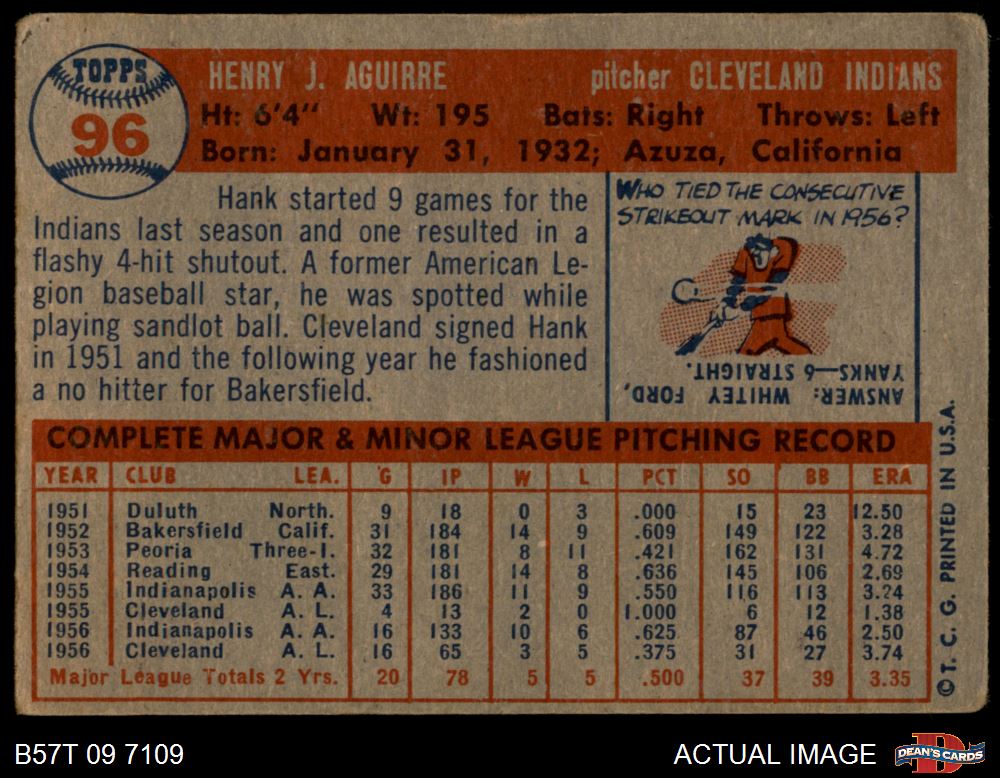 TOPPS
96
HENRY J. AGUIRRE pitcher CLEVELAND INDIANS
Ht: 6'4" Wt: 195 Bats: Right Throws: Left
Born: January 31, 1932; Azuza, California
Hank started 9 games for the
Indians last season and one resulted in a
flashy 4-hit shutout. A former American Le-
gion baseball star, he was spotted while
playing sandlot ball. Cleveland signed Hank
in 1951 and the following year he fashioned
a no hitter for Bakersfield.
WHO TIED THE CONSECUTIVE
STRIKEOUT MARK IN 1956?
ANSWER: WHITEY FORD,
YANKS—6 STRAIGHT.
COMPLETE MAJOR & MINOR LEAGUE PITCHING RECORD
YEAR CLUB LEA. G IP W L PCT SO BB ERA
1951 Duluth North. 9 18 0 3 .000 15 23 12.50
1952 Bakersfield Calif. 31 184 14 9 .609 149 122 3.28
1953 Peoria Three-I. 32 181 8 11 .421 162 131 4.72
1954 Reading East. 29 181 14 8 .636 145 106 2.69
1955 Indianapolis A. A. 33 186 11 9 .550 116 113 3.24
1955 Cleveland A. L. 4 13 2 0 1.000 6 12 1.38
1956 Indianapolis A. A. 16 133 10 6 .625 87 46 2.50
1956 Cleveland A. L. 16 65 3 5 .375 31 27 3.74
Major League Totals 2 Yrs. 20 78 5 5 .500 37 39 3.35
© T. C. G. PRINTED IN U.S.A.
B57T 09 7109
ACTUAL IMAGE
D
DEAN'S CARDS